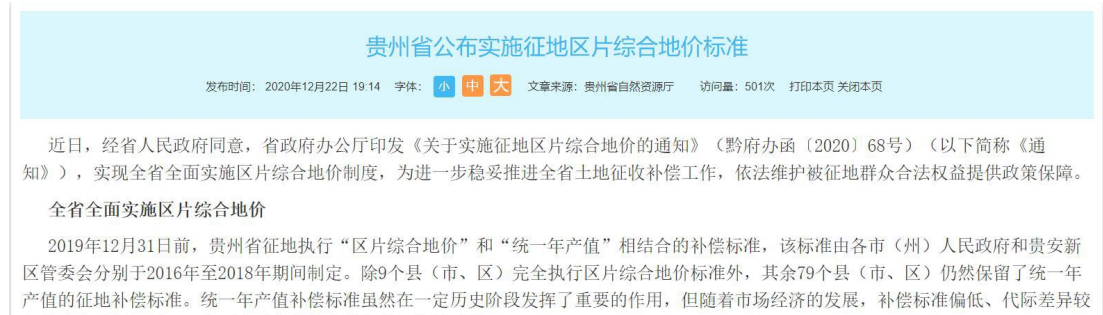 贵州省公布实施征地区片综合地价标准
发布时间： 2020年12月22日 19:14 字体： 小 中 大 文章来源：贵州省自然资源厅 访问量：501次 打印本页 关闭本页
近日，经省人民政府同意，省政府办公厅印发《关于实施征地区片综合地价的通知》（黔府办函〔2020〕68号）（以下简称《通
知》），实现全省全面实施区片综合地价制度，为进一步稳妥推进全省土地征收补偿工作，依法维护被征地群众合法权益提供政策保障。
全省全面实施区片综合地价
2019年12月31日前，贵州省征地执行“区片综合地价”和“统一年产值”相结合的补偿标准，该标准由各市（州）人民政府和贵安新
区管委会分别于2016年至2018年期间制定。除9个县（市、区）完全执行区片综合地价标准外，其余79个县（市、区）仍然保留了统一年
产值的征地补偿标准。统一年产值补偿标准虽然在一定历史阶段发挥了重要的作用，但随着市场经济的发展，补偿标准偏低、代际差异较